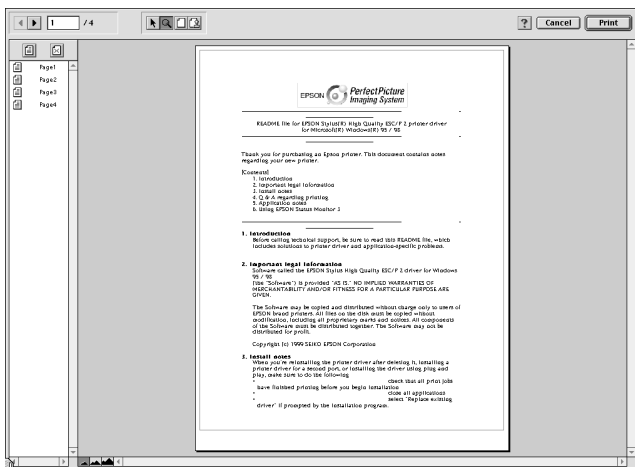 1 / 4
? Cancel Print
Page1
Page2
Page3
Page4
EPSON PerfectPicture
Imaging System
README file for EPSON Stylus(R) High Quality ESC/P 2 printer driver
for Microsoft(R) Windows(R) 95 / 98
Thank you for purchasing an Epson printer. This document contains notes
regarding your new printer.
[Contents]
1. Introduction
2. Important legal information
3. Install notes
4. Q & A regarding printing
5. Application notes
6. Using EPSON Status Monitor 3
1. Introduction
Before calling technical support, be sure to read this README file, which
includes solutions to printer driver and application-specific problems.
2. Important legal information
Software called the EPSON Stylus High Quality ESC/P 2 driver for Windows
95 / 98
(the "Software") is provided "AS IS." NO IMPLIED WARRANTIES OF
MERCHANTABILITY AND/OR FITNESS FOR A PARTICULAR PURPOSE ARE
GIVEN.
The Software may be copied and distributed without charge only to users of
EPSON brand printers. All files on the disk must be copied without
modification, including all proprietary marks and notices. All components
of the Software must be distributed together. The Software may not be
distributed for profit.
Copyright (c) 1999 SEIKO EPSON Corporation
3. Install notes
When you're reinstalling the printer driver after deleting it, installing a
printer driver for a second port, or installing the driver using plug and
play, make sure to do the following
* check that all print jobs
have finished printing before you begin installation
* close all applications
* select "Replace existing
driver" if prompted by the installation program.